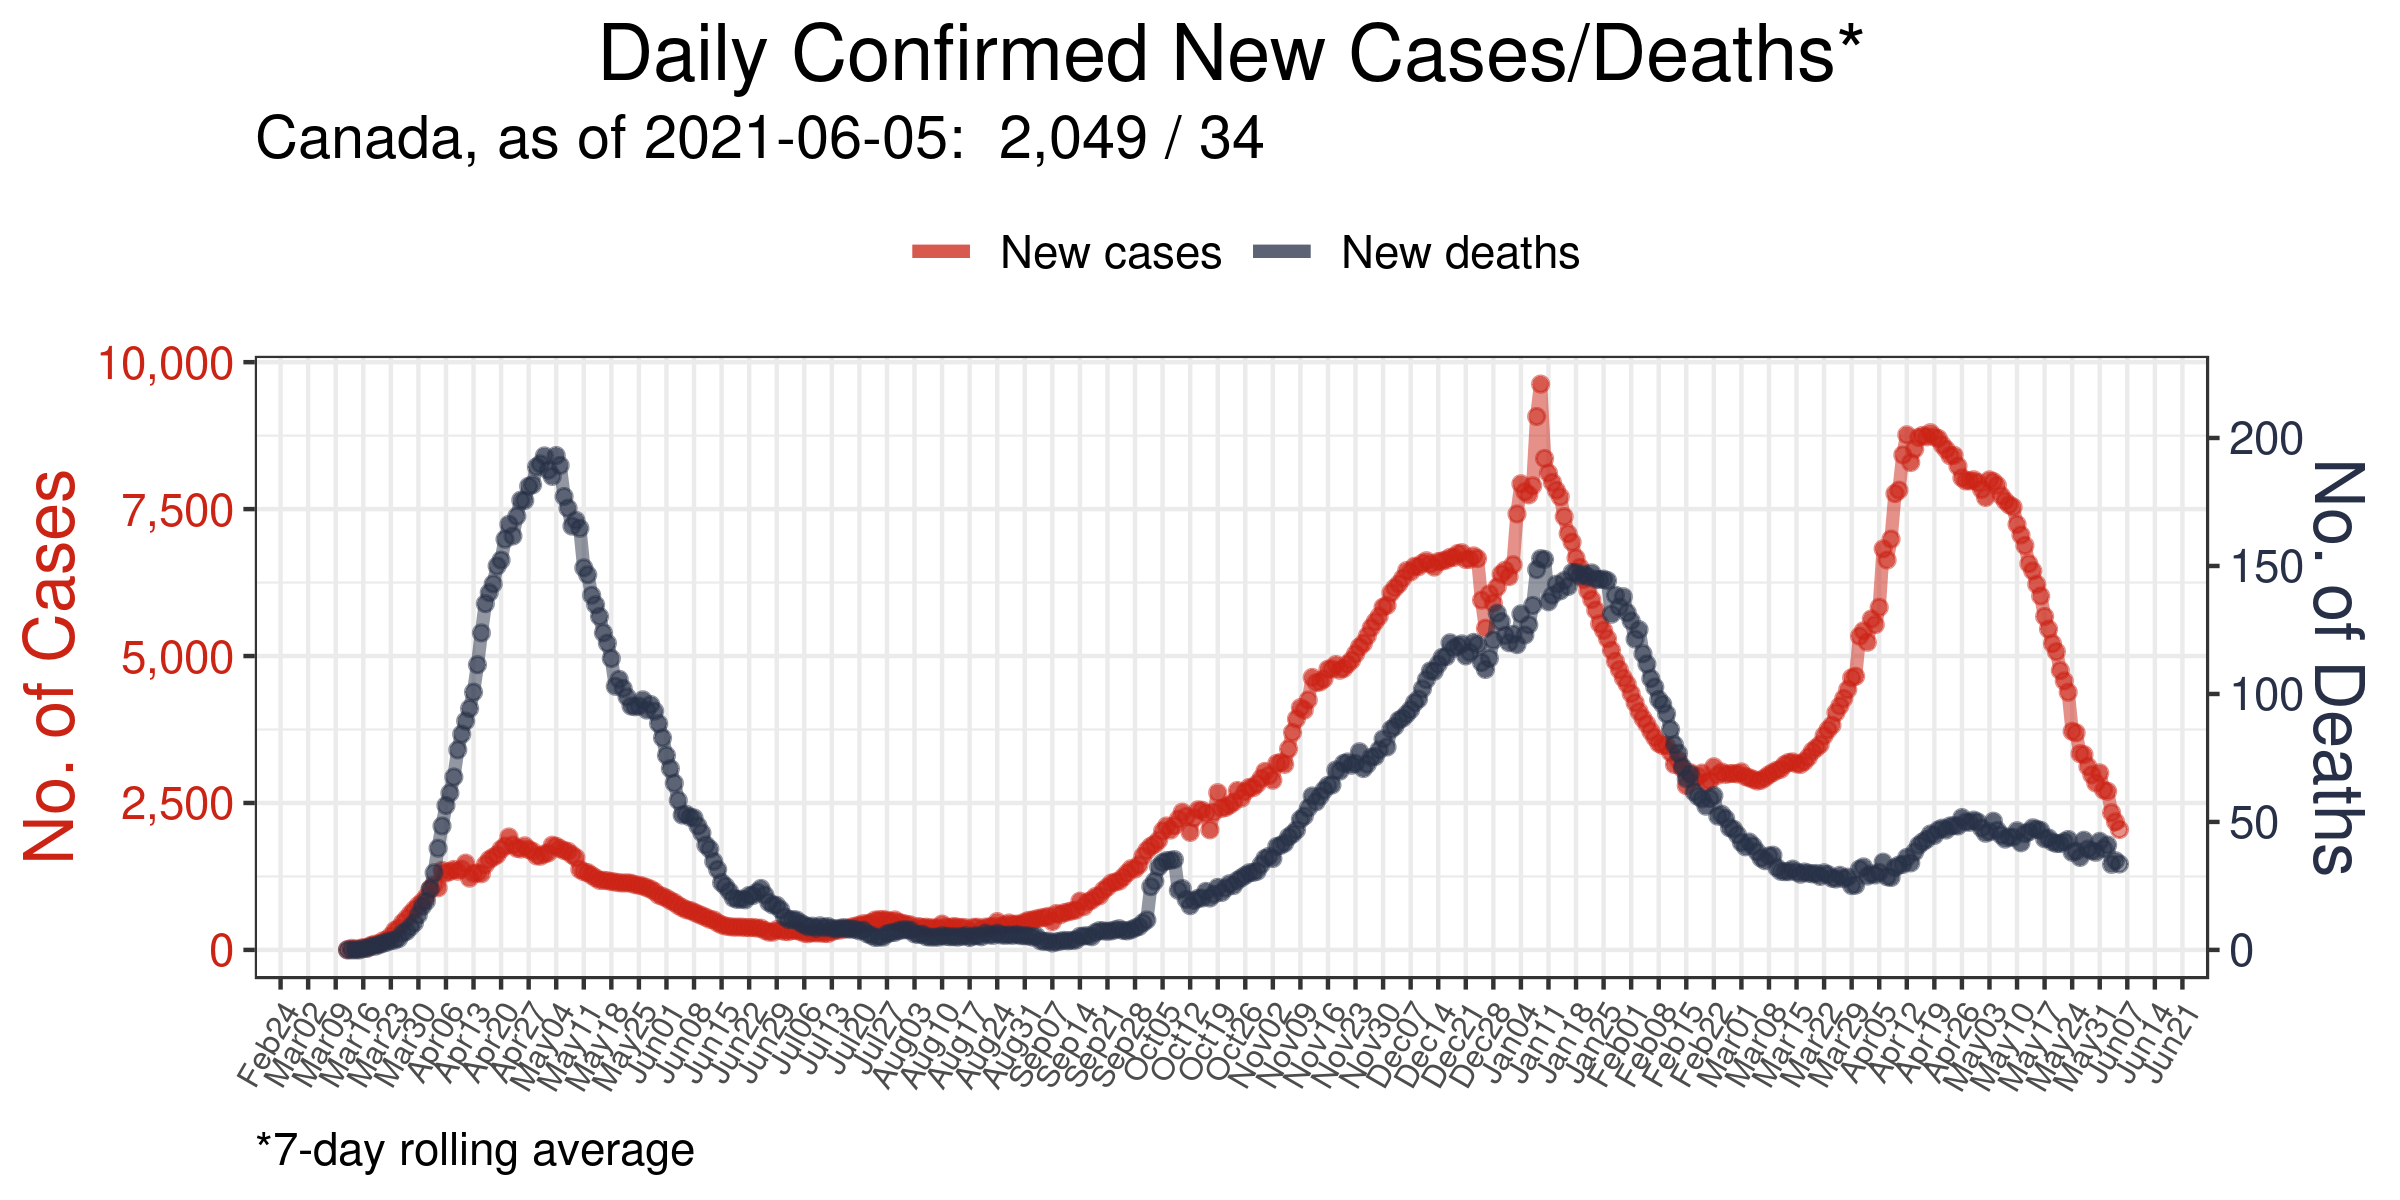 Daily Confirmed New Cases/Deaths*
Canada, as of 2021-06-05:  2,049 / 34
New cases
New deaths
No. of Cases
10,000
7,500
5,000
2,500
0
200
150
100
50
0
No. of Deaths
Feb24
Mar02
Mar09
Mar16
Mar23
Mar30
Apr06
Apr13
Apr20
Apr27
May04
May11
May18
May25
Jun01
Jun08
Jun15
Jun22
Jun29
Jul06
Jul13
Jul20
Jul27
Aug03
Aug10
Aug17
Aug24
Aug31
Sep07
Sep14
Sep21
Sep28
Oct05
Oct12
Oct19
Oct26
Nov02
Nov09
Nov16
Nov23
Nov30
Dec07
Dec14
Dec21
Dec28
Jan04
Jan11
Jan18
Jan25
Feb01
Feb08
Feb15
Feb22
Mar01
Mar08
Mar15
Mar22
Mar29
Apr05
Apr12
Apr19
Apr26
May03
May10
May17
May24
May31
Jun07
Jun14
Jun21
*7-day rolling average